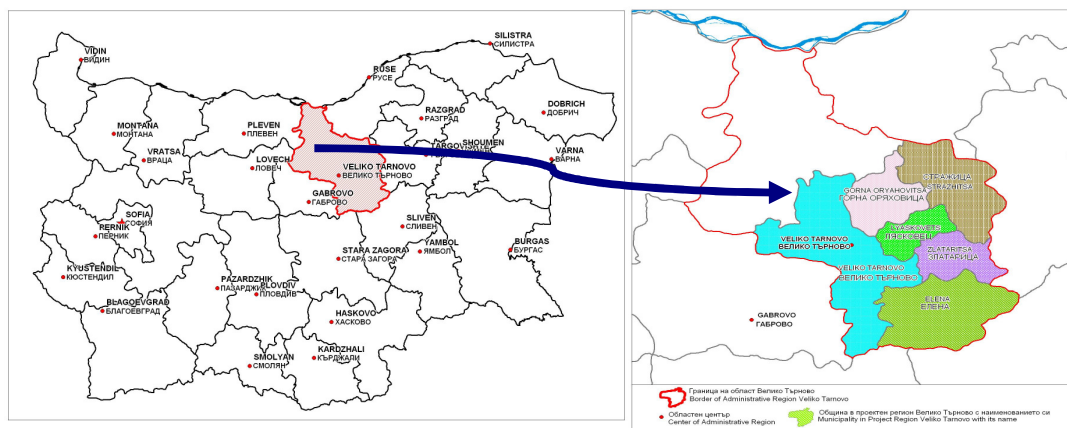 SILISTRA
СИЛИСТРА
VIDIN
ВИДИН
RUSE
РУСЕ
DOBRICH
ДОБРИЧ
RAZGRAD
РАЗГРАД
MONTANA
МОНТАНА
PLEVEN
ПЛЕВЕН
SHOUMEN
VARNA
ВАРНА
VRATSA
ВРАЦА
LOVECH
ЛОВЕЧ
VELIKO TARNOVO
ВЕЛИКО ТЪРНОВО
GABROVO
ГАБРОВО
SOFIA
СОФИЯ
PERNIK
ПЕРНИК
SLIVEN
СЛИВЕН
STARA ZAGORA
СТАРА ЗАГОРА
YAMBOL
ЯМБОЛ
BURGAS
БУРГАС
KYUSTENDIL
КЮСТЕНДИЛ
PAZARDZHIK
ПАЗАРДЖИК
PLOVDIV
ПЛОВДИВ
BLAGOEVGRAD
БЛАГОЕВГРАД
HASKOVO
ХАСКОВО
SMOLYAN
СМОЛЯН
KARDZHALI
КЪРДЖАЛИ
СТРАЖИЦА
STRAZHITSA
GORNA ORYAHOVITSA
ГОРНА ОРЯХОВИЦА
LYASKOVETS
ЛЯСКОВЕЦ
VELIKO TARNOVO
ВЕЛИКО ТЪРНОВО
ZLATARITSA
ЗЛАТАРИЦА
VELIKO TARNOVO
ВЕЛИКО ТЪРНОВО
ELENA
ЕЛЕНА
GABROVO
ГАБРОВО
Граница на област Велико Търново
Border of Administrative Region Veliko Tarnovo
Областен център
Center of Administrative Region
Община в проектен регион Велико Търново с наименованието си
Municipality in Project Region Veliko Tarnovo with its name